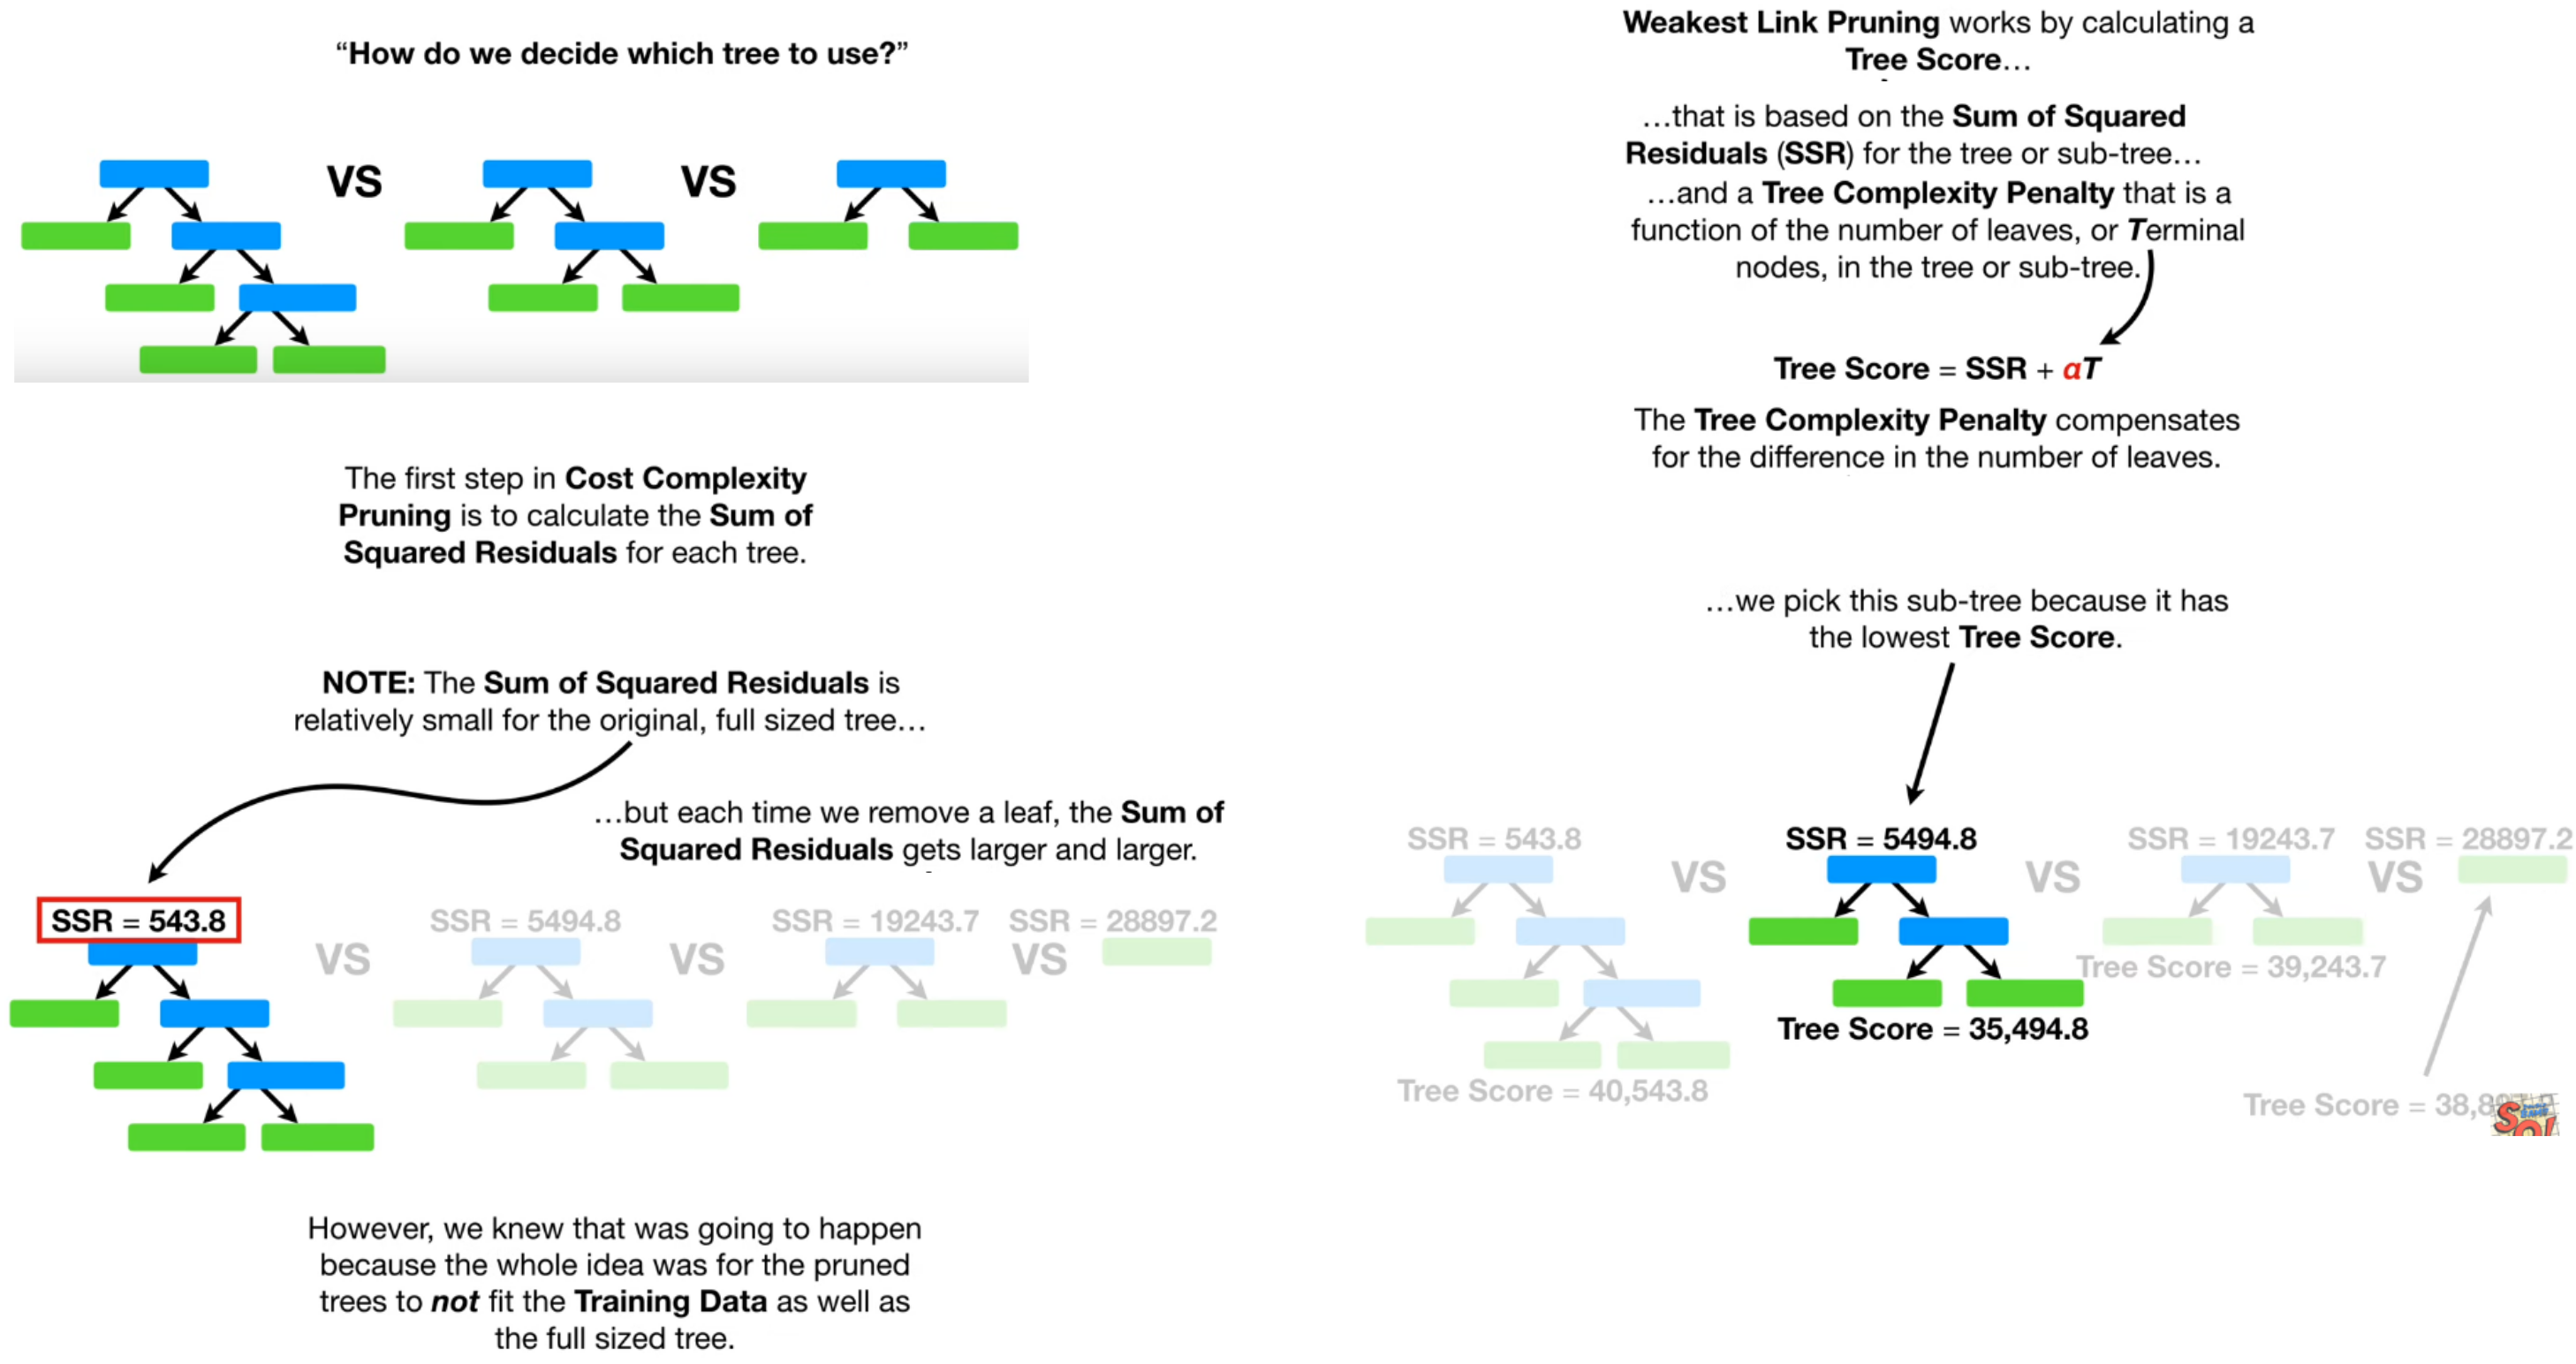 “How do we decide which tree to use?”
VS
VS
The first step in Cost Complexity
Pruning is to calculate the Sum of
Squared Residuals for each tree.
NOTE: The Sum of Squared Residuals is
relatively small for the original, full sized tree…
…but each time we remove a leaf, the Sum of
Squared Residuals gets larger and larger.
SSR = 543.8
VS
SSR = 5494.8
VS
SSR = 19243.7
VS
SSR = 28897.2
However, we knew that was going to happen
because the whole idea was for the pruned
trees to not fit the Training Data as well as
the full sized tree.
Weakest Link Pruning works by calculating a
Tree Score…
…that is based on the Sum of Squared
Residuals (SSR) for the tree or sub-tree…
…and a Tree Complexity Penalty that is a
function of the number of leaves, or Terminal
nodes, in the tree or sub-tree.
Tree Score = SSR + αT
The Tree Complexity Penalty compensates
for the difference in the number of leaves.
…we pick this sub-tree because it has
the lowest Tree Score.
SSR = 543.8
VS
SSR = 5494.8
VS
SSR = 19243.7
VS
SSR = 28897.2
Tree Score = 40,543.8
Tree Score = 35,494.8
Tree Score = 39,243.7
Tree Score =